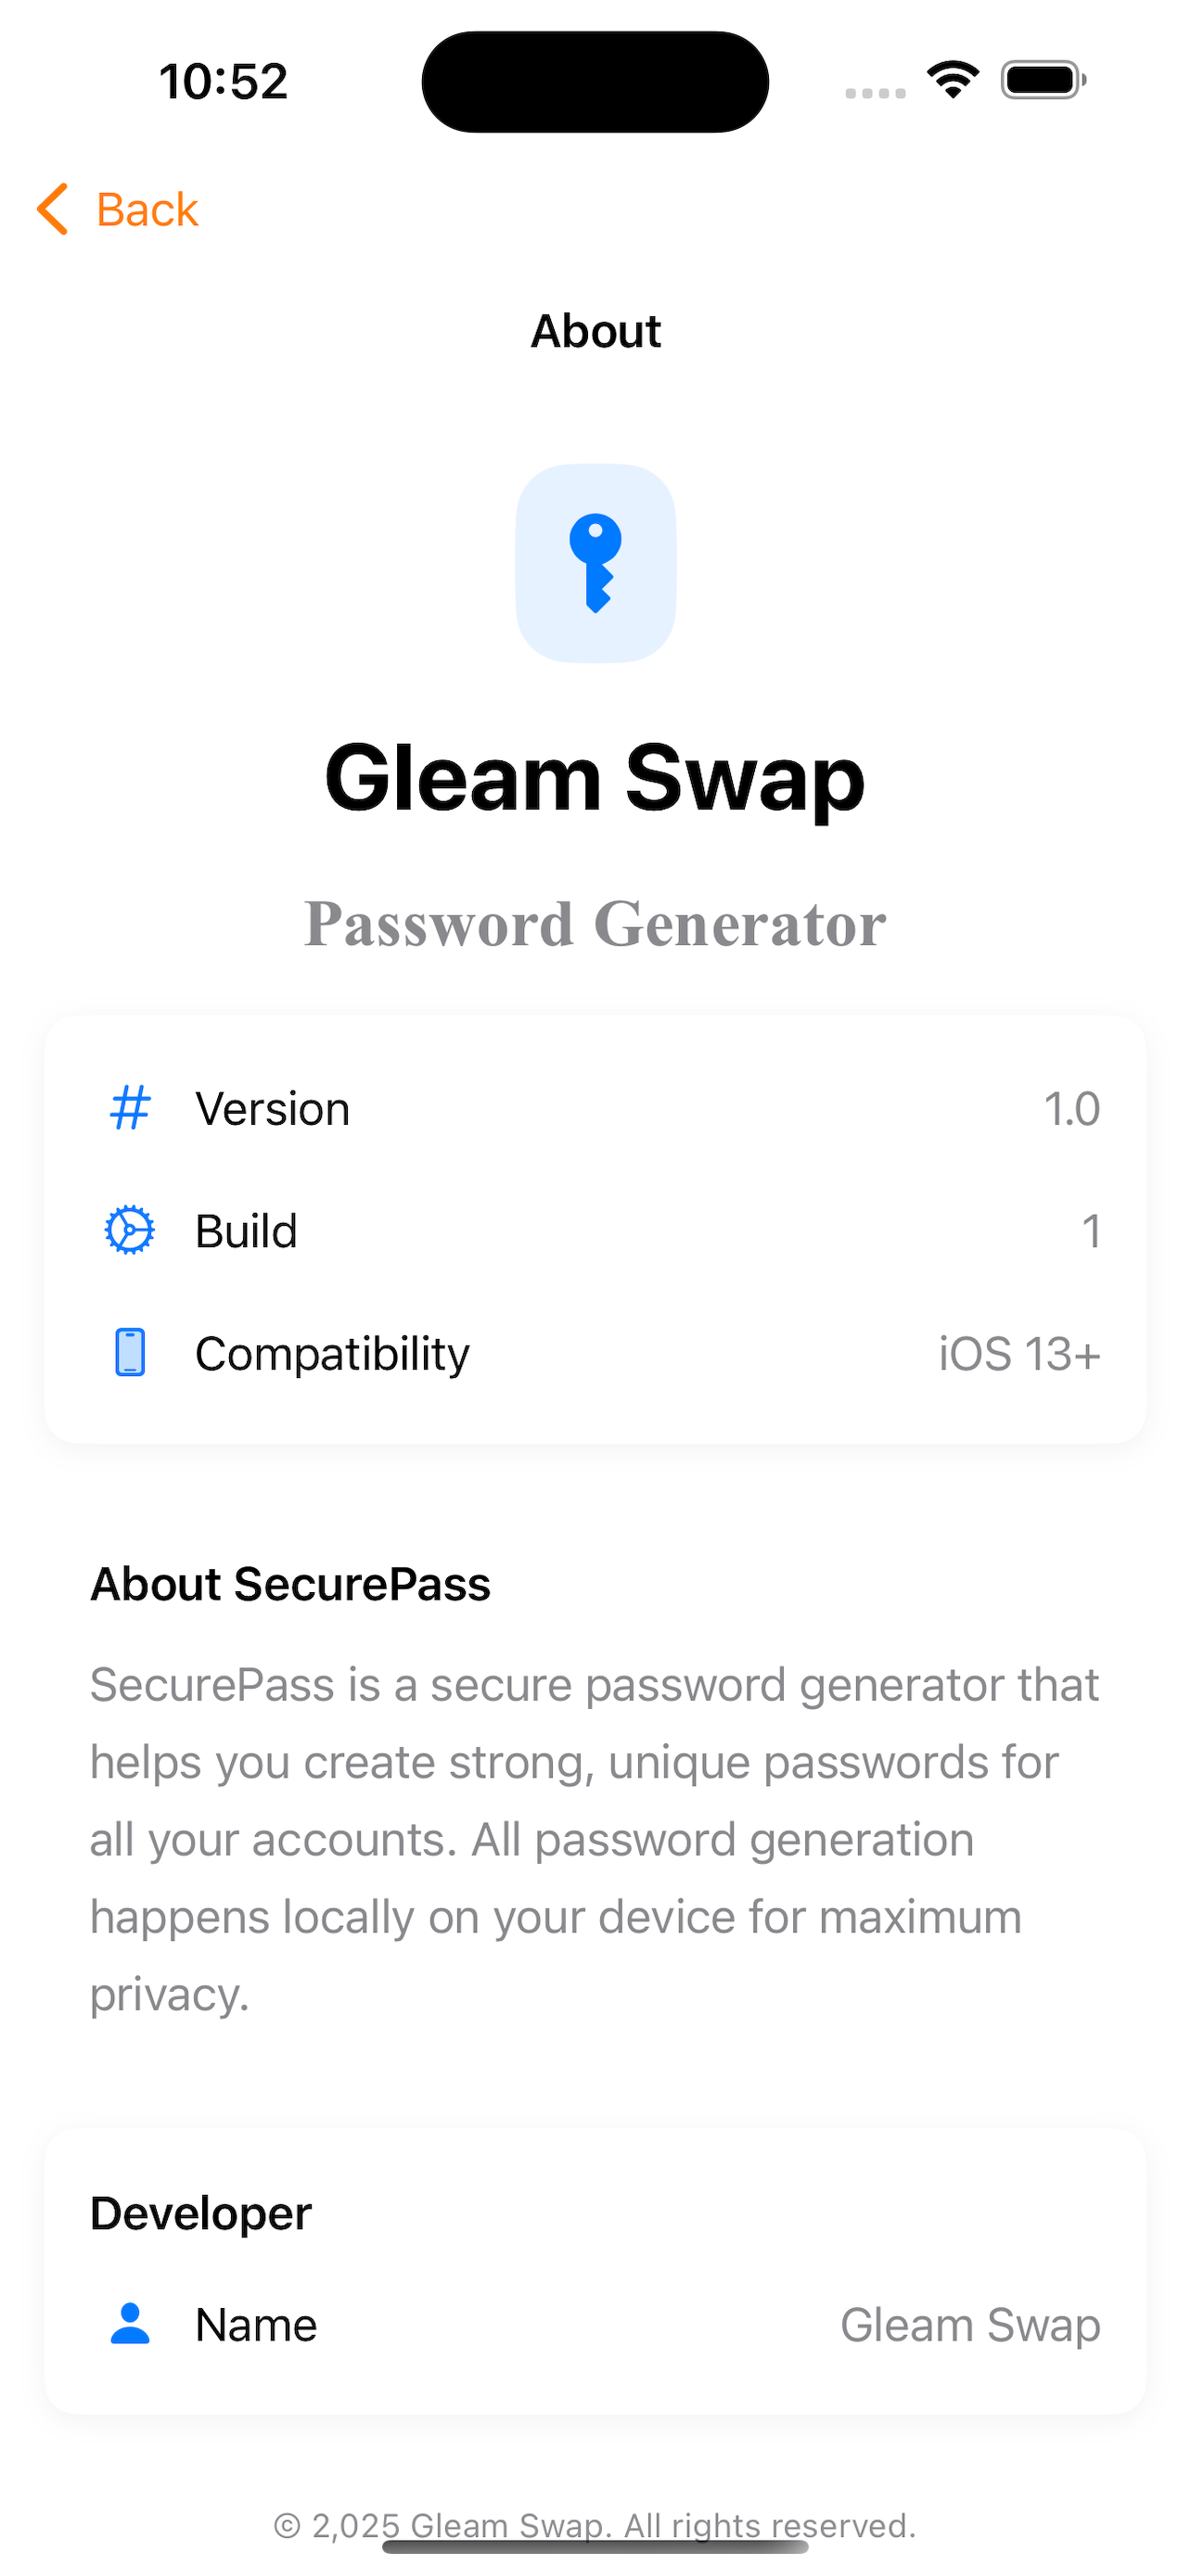 10:52
Back
About
Gleam Swap
Password Generator
Version 1.0
Build 1
Compatibility iOS 13+
About SecurePass
SecurePass is a secure password generator that
helps you create strong, unique passwords for
all your accounts. All password generation
happens locally on your device for maximum
privacy.
Developer
Name Gleam Swap
© 2,025 Gleam Swap. All rights reserved.